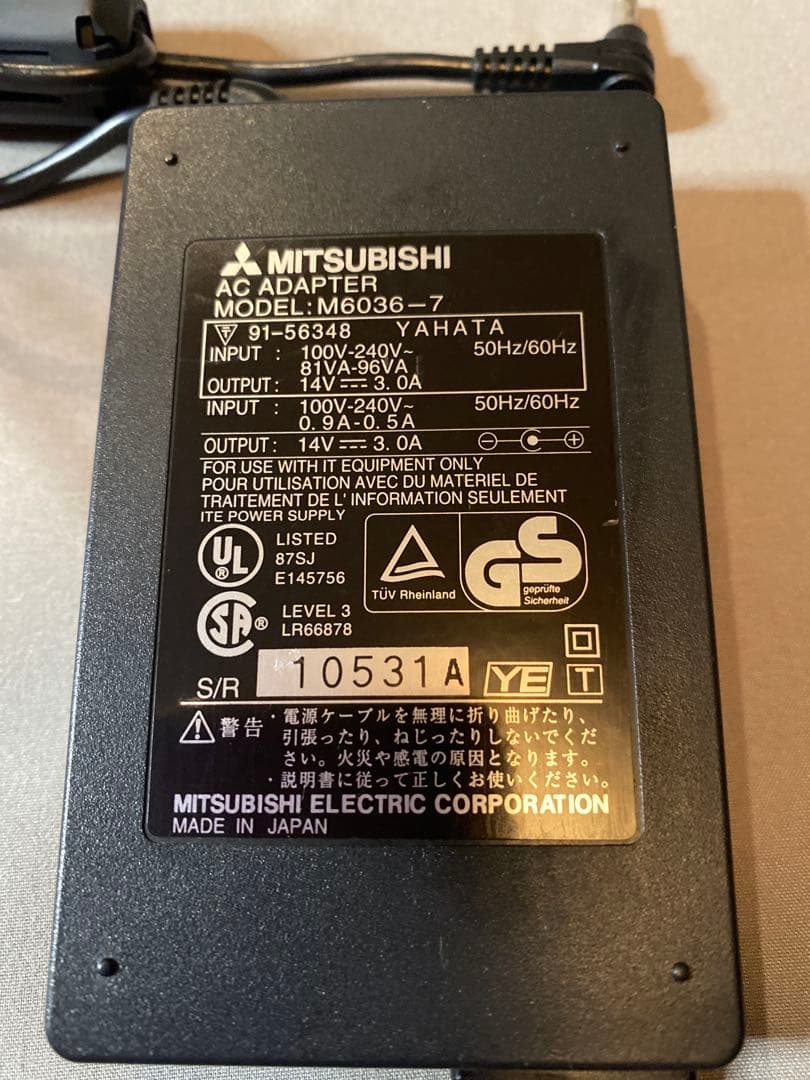 MITSUBISHI
AC ADAPTER
MODEL: M6036-7
T 91-56348 YAHATA
INPUT : 100V-240V~ 50Hz/60Hz
81VA-96VA
OUTPUT : 14V⎓3.0A
INPUT : 100V-240V~ 50Hz/60Hz
0.9A-0.5A
OUTPUT : 14V⎓3.0A - +
FOR USE WITH IT EQUIPMENT ONLY
POUR UTILISATION AVEC DU MATERIEL DE
TRAITEMENT DE L' INFORMATION SEULEMENT
ITE POWER SUPPLY
UL® LISTED
87SJ
E145756
TÜV Rheinland
GS
geprüfte
Sicherheit
SA® LEVEL 3
LR66878
S/R 10531A YE T
警告 ・電源ケーブルを無理に折り曲げたり、
引張ったり、ねじったりしないでくだ
さい。火災や感電の原因となります。
・説明書に従って正しくお使いください。
MITSUBISHI ELECTRIC CORPORATION
MADE IN JAPAN